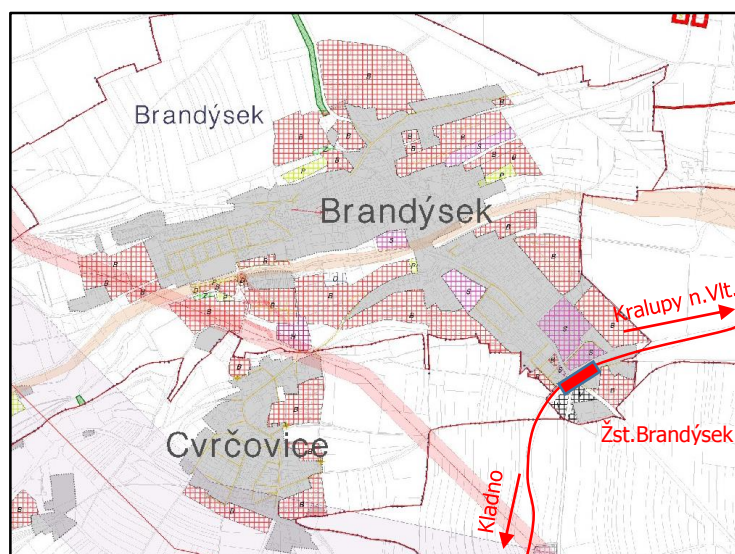 Brandýsek
Brandýsek
Kralupy n.Vlt.
Žst.Brandýsek
Cvrčovice
Kladno